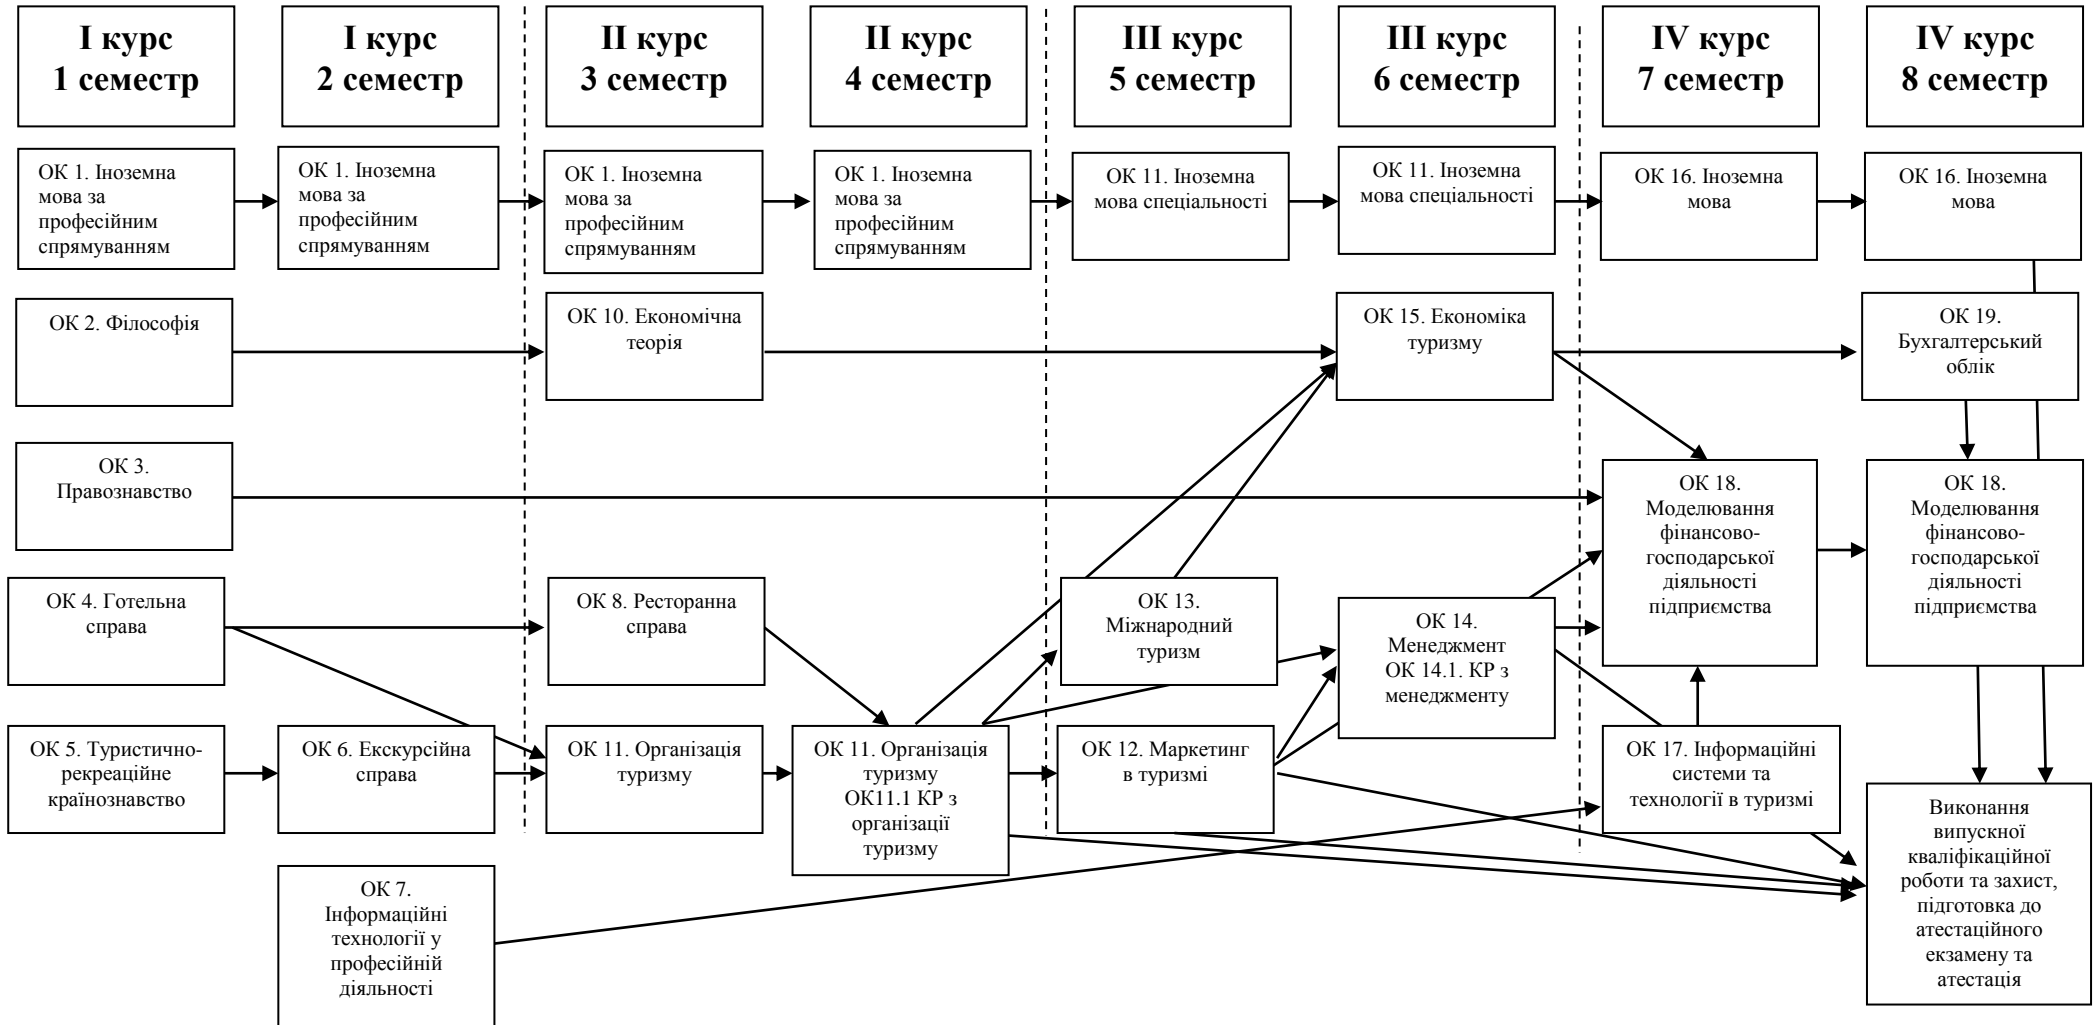 І курс
1 семестр
І курс
2 семестр
ІІ курс
3 семестр
ІІ курс
4 семестр
ІІІ курс
5 семестр
ІІІ курс
6 семестр
IV курс
7 семестр
IV курс
8 семестр
ОК 1. Іноземна
мова за
професійним
спрямуванням
ОК 1. Іноземна
мова за
професійним
спрямуванням
ОК 1. Іноземна
мова за
професійним
спрямуванням
ОК 1. Іноземна
мова за
професійним
спрямуванням
ОК 11. Іноземна
мова спеціальності
ОК 11. Іноземна
мова спеціальності
ОК 16. Іноземна
мова
ОК 16. Іноземна
мова
ОК 2. Філософія
ОК 10. Економічна
теорія
ОК 15. Економіка
туризму
ОК 19.
Бухгалтерський
облік
ОК 3.
Правознавство
ОК 18.
Моделювання
фінансово-
господарської
діяльності
підприємства
ОК 18.
Моделювання
фінансово-
господарської
діяльності
підприємства
ОК 4. Готельна
справа
ОК 8. Ресторанна
справа
ОК 13.
Міжнародний
туризм
ОК 14.
Менеджмент
ОК 14.1. КР з
менеджменту
ОК 5. Туристично-
рекреаційне
країнознавство
ОК 6. Екскурсійна
справа
ОК 11. Організація
туризму
ОК 11. Організація
туризму
ОК11.1 КР з
організації
туризму
ОК 12. Маркетинг
в туризмі
ОК 17. Інформаційні
системи та
технології в туризмі
Виконання
випускної
кваліфікаційної
роботи та захист,
підготовка до
атестаційного
екзамену та
атестація
ОК 7.
Інформаційні
технології у
професійній
діяльності